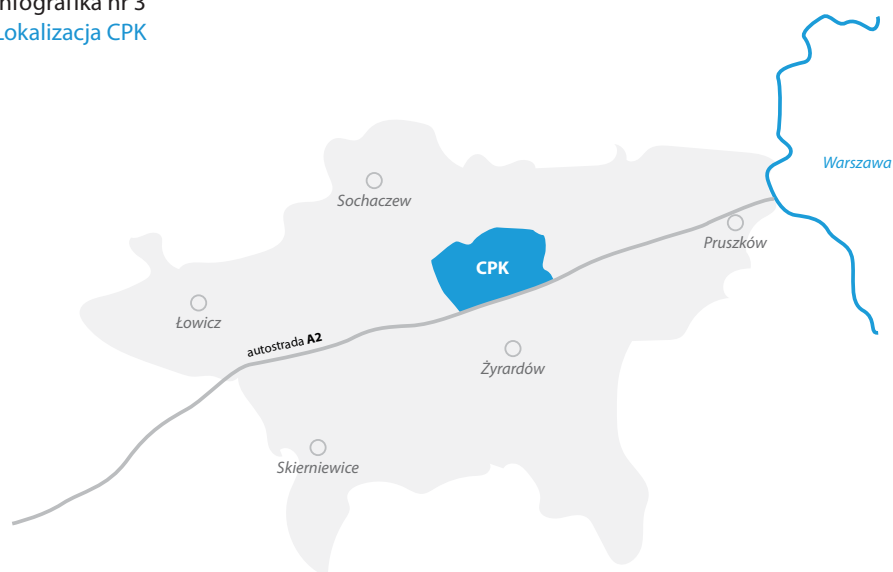 nfografika nr 3
Lokalizacja CPK
Warszawa
Sochaczew
Pruszków
CPK
Łowicz
autostrada A2
Żyrardów
Skierniewice